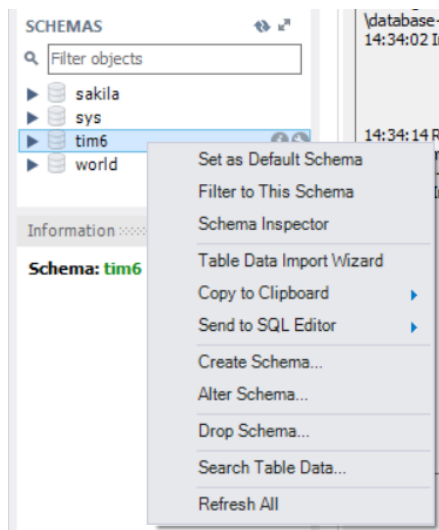 SCHEMAS
Filter objects
sakila
sys
tim6
world
Information
Schema: tim6
\database-
14:34:02 I
14:34:14 R
Set as Default Schema
Filter to This Schema
Schema Inspector
Table Data Import Wizard
Copy to Clipboard
Send to SQL Editor
Create Schema...
Alter Schema...
Drop Schema...
Search Table Data...
Refresh All